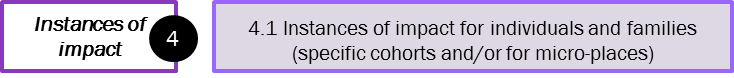 Instances of
impact
4
4.1 Instances of impact for individuals and families
(specific cohorts and/or for micro-places)